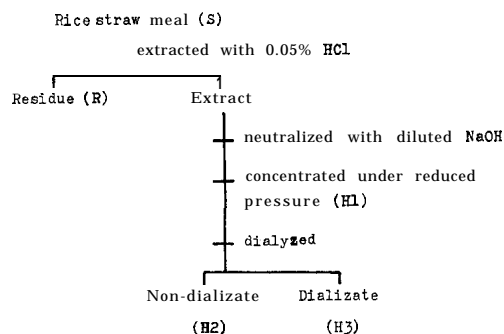 Rice straw meal (S)
extracted with 0.05% HCl
Residue (R) Extract
neutralized with diluted NaOH
concentrated under reduced
pressure (H1)
dialyzed
Non-dializate Dializate
(H2) (H3)